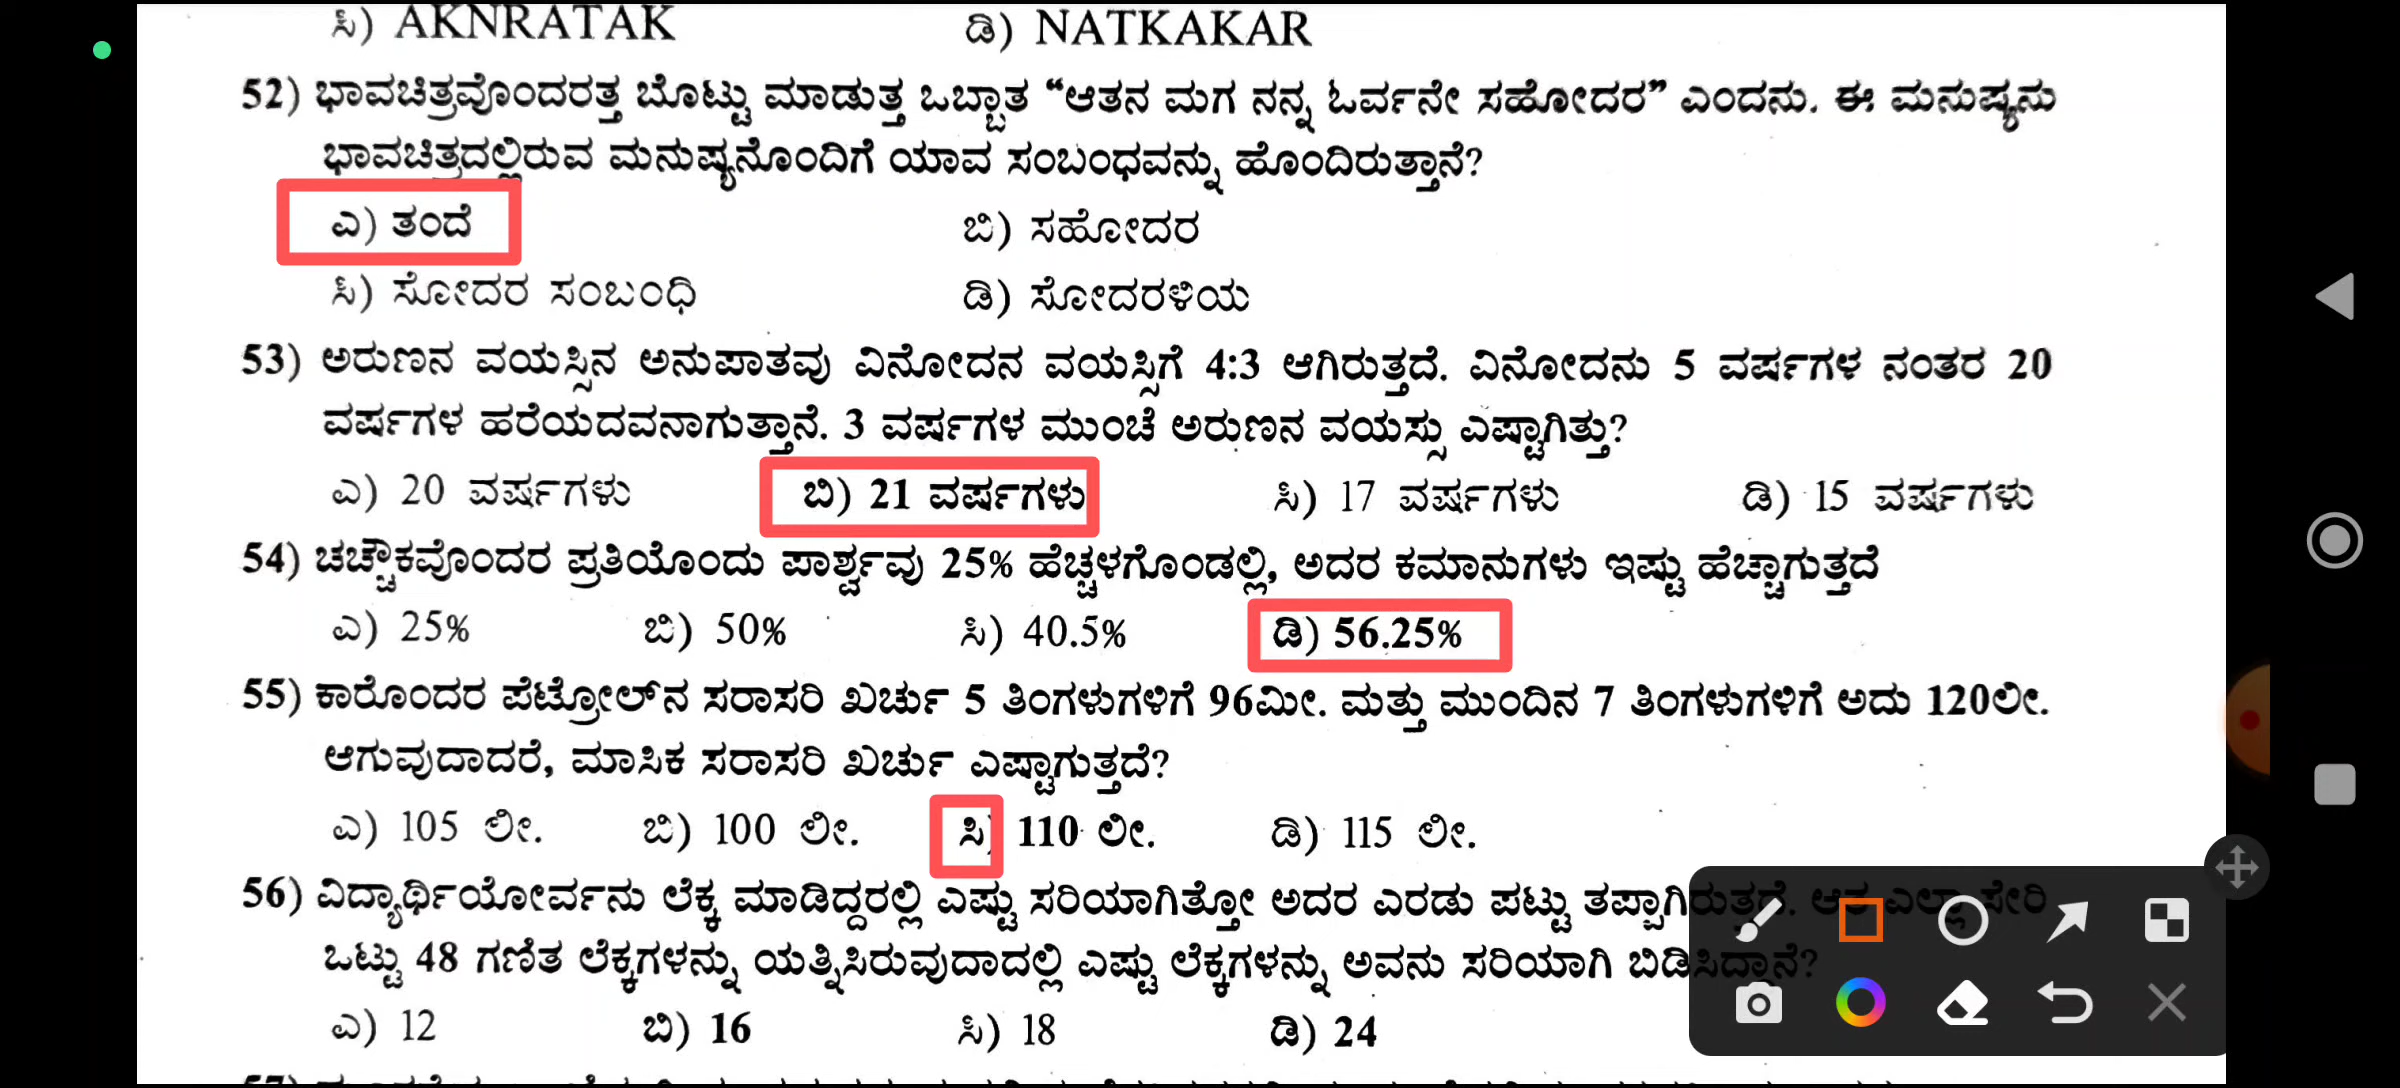 ಸಿ) AKNRATAK ಡಿ) NATKAKAR
52) ಭಾವಚಿತ್ರವೊಂದರತ್ತ ಬೊಟ್ಟು ಮಾಡುತ್ತ ಒಬ್ಬಾತ “ಆತನ ಮಗ ನನ್ನ ಓರ್ವನೇ ಸಹೋದರ” ಎಂದನು. ಈ ಮನುಷ್ಯನು
ಭಾವಚಿತ್ರದಲ್ಲಿರುವ ಮನುಷ್ಯನೊಂದಿಗೆ ಯಾವ ಸಂಬಂಧವನ್ನು ಹೊಂದಿರುತ್ತಾನೆ?
ಎ) ತಂದೆ ಬಿ) ಸಹೋದರ
ಸಿ) ಸೋದರ ಸಂಬಂಧಿ ಡಿ) ಸೋದರಳಿಯ
53) ಅರುಣನ ವಯಸ್ಸಿನ ಅನುಪಾತವು ವಿನೋದನ ವಯಸ್ಸಿಗೆ 4:3 ಆಗಿರುತ್ತದೆ. ವಿನೋದನು 5 ವರ್ಷಗಳ ನಂತರ 20
ವರ್ಷಗಳ ಹರೆಯದವನಾಗುತ್ತಾನೆ. 3 ವರ್ಷಗಳ ಮುಂಚೆ ಅರುಣನ ವಯಸ್ಸು ಎಷ್ಟಾಗಿತ್ತು?
ಎ) 20 ವರ್ಷಗಳು ಬಿ) 21 ವರ್ಷಗಳು ಸಿ) 17 ವರ್ಷಗಳು ಡಿ) 15 ವರ್ಷಗಳು
54) ಚಚ್ಚೌಕವೊಂದರ ಪ್ರತಿಯೊಂದು ಪಾರ್ಶ್ವವು 25% ಹೆಚ್ಚಳಗೊಂಡಲ್ಲಿ, ಅದರ ಕಮಾನುಗಳು ಇಷ್ಟು ಹೆಚ್ಚಾಗುತ್ತದೆ
ಎ) 25% ಬಿ) 50% ಸಿ) 40.5% ಡಿ) 56.25%
55) ಕಾರೊಂದರ ಪೆಟ್ರೋಲ್‌ನ ಸರಾಸರಿ ಖರ್ಚು 5 ತಿಂಗಳುಗಳಿಗೆ 96ಮೀ. ಮತ್ತು ಮುಂದಿನ 7 ತಿಂಗಳುಗಳಿಗೆ ಅದು 120ಲೀ.
ಆಗುವುದಾದರೆ, ಮಾಸಿಕ ಸರಾಸರಿ ಖರ್ಚು ಎಷ್ಟಾಗುತ್ತದೆ?
ಎ) 105 ಲೀ. ಬಿ) 100 ಲೀ. ಸಿ) 110 ಲೀ. ಡಿ) 115 ಲೀ.
56) ವಿದ್ಯಾರ್ಥಿಯೋರ್ವನು ಲೆಕ್ಕ ಮಾಡಿದ್ದರಲ್ಲಿ ಎಷ್ಟು ಸರಿಯಾಗಿತ್ತೋ ಅದರ ಎರಡು ಪಟ್ಟು ತಪ್ಪಾಗಿರುತ್ತದೆ. ಆತ ಎಲ್ಲಾ ಸೇರಿ
ಒಟ್ಟು 48 ಗಣಿತ ಲೆಕ್ಕಗಳನ್ನು ಯತ್ನಿಸಿರುವುದಾದಲ್ಲಿ ಎಷ್ಟು ಲೆಕ್ಕಗಳನ್ನು ಅವನು ಸರಿಯಾಗಿ ಬಿಡಿಸಿದ್ದಾನೆ?
ಎ) 12 ಬಿ) 16 ಸಿ) 18 ಡಿ) 24